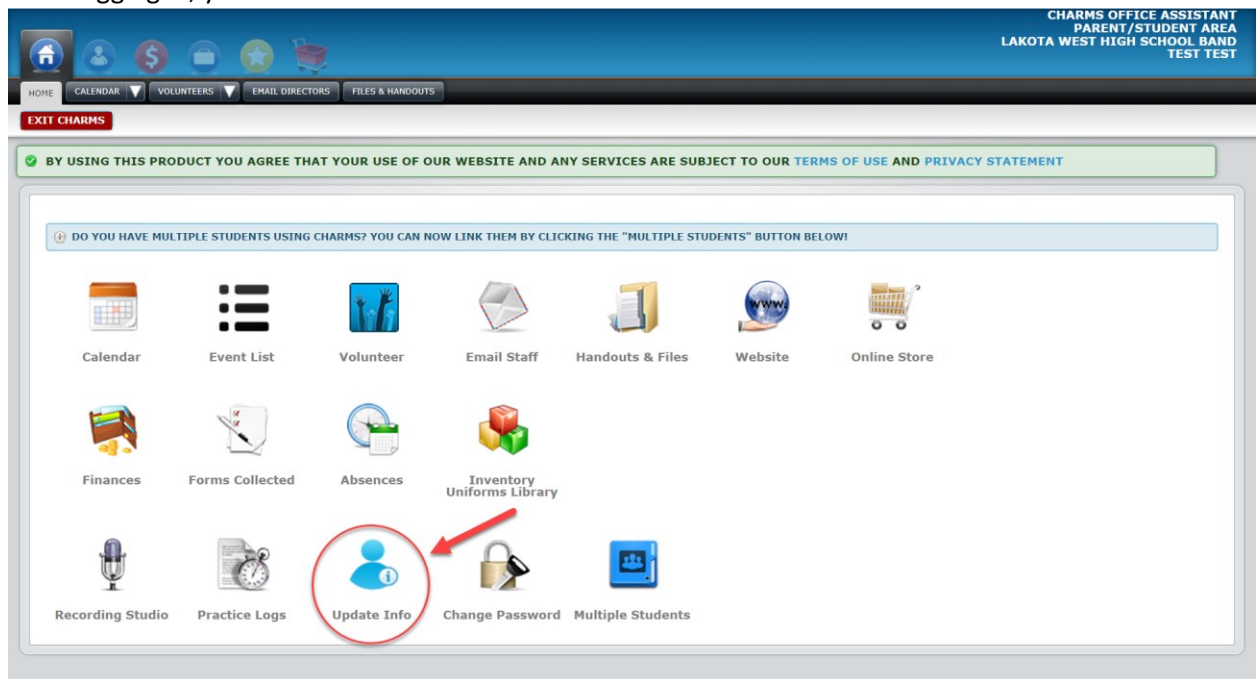 CHARMS OFFICE ASSISTANT
PARENT/STUDENT AREA
LAKOTA WEST HIGH SCHOOL BAND
TEST TEST
HOME CALENDAR VOLUNTEERS EMAIL DIRECTORS FILES & HANDOUTS
EXIT CHARMS
BY USING THIS PRODUCT YOU AGREE THAT YOUR USE OF OUR WEBSITE AND ANY SERVICES ARE SUBJECT TO OUR TERMS OF USE AND PRIVACY STATEMENT
DO YOU HAVE MULTIPLE STUDENTS USING CHARMS? YOU CAN NOW LINK THEM BY CLICKING THE "MULTIPLE STUDENTS" BUTTON BELOW!
www.
Calendar Event List Volunteer Email Staff Handouts & Files Website Online Store
Finances Forms Collected Absences Inventory
Uniforms Library
Recording Studio Practice Logs Update Info Change Password Multiple Students